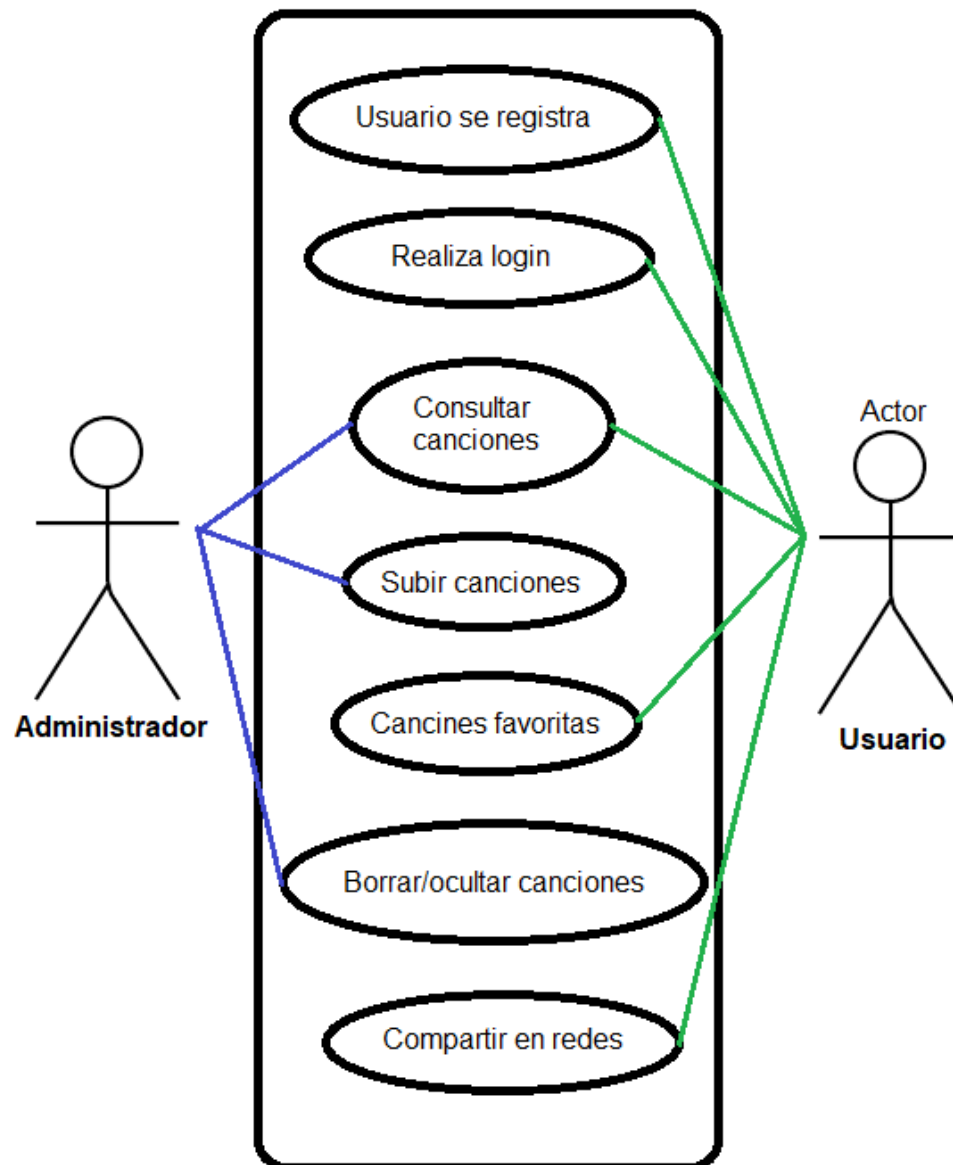 Usuario se registra
Realiza login
Consultar
canciones
Actor
Subir canciones
Administrador
Cancines favoritas
Usuario
Borrar/ocultar canciones
Compartir en redes